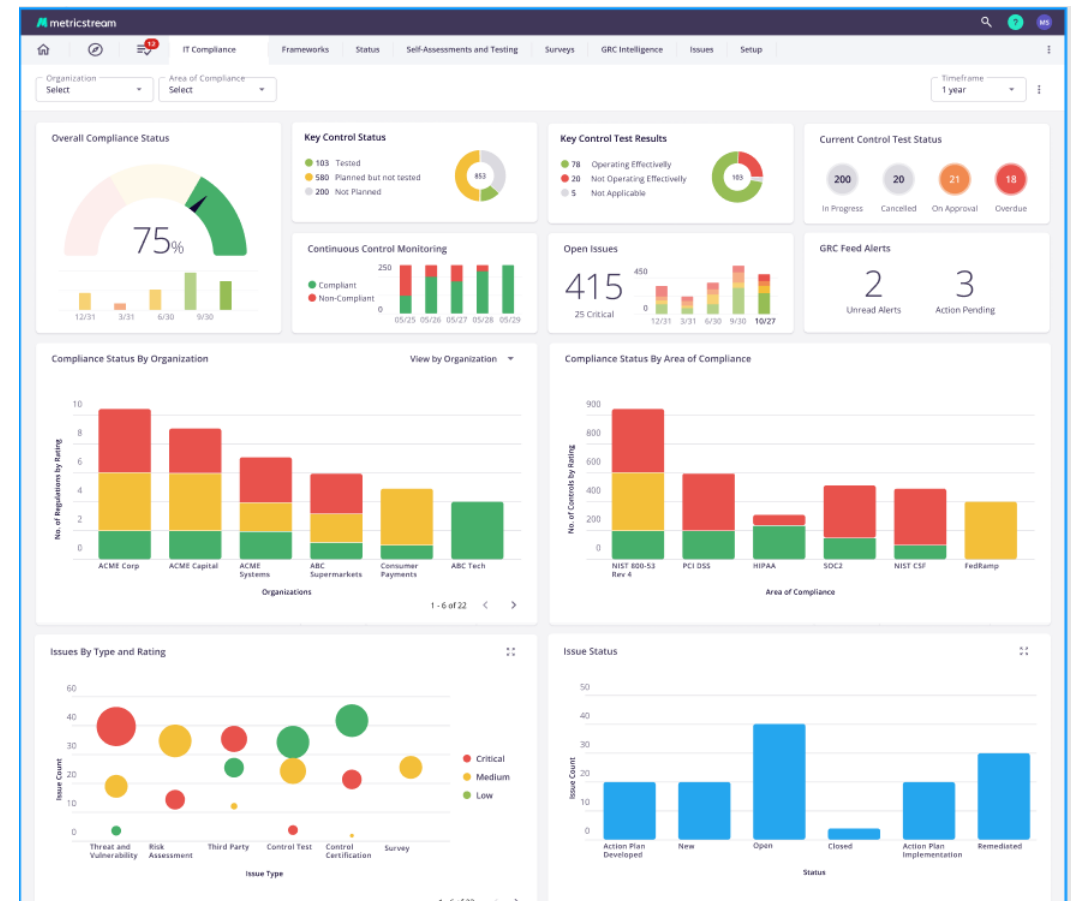 metricstream
?
MS
12
IT Compliance
Frameworks
Status
Self-Assessments and Testing
Surveys
GRC Intelligence
Issues
Setup
Organization
Select
Area of Compliance
Select
Timeframe
1 year
Overall Compliance Status
75%
12/31 3/31 6/30 9/30
Key Control Status
103 Tested
580 Planned but not tested
200 Not Planned
853
Key Control Test Results
78 Operating Effectivelly
20 Not Operating Effectivelly
5 Not Applicable
103
Current Control Test Status
200 20 21 18
In Progress Cancelled On Approval Overdue
Continuous Control Monitoring
250
Compliant
Non-Compliant
0
05/25 05/26 05/27 05/28 05/29
Open Issues
415
25 Critical
450
0
12/31 3/31 6/30 9/30 10/27
GRC Feed Alerts
2 3
Unread Alerts Action Pending
Compliance Status By Organization
View by Organization
10
8
6
4
2
0
No. of Regulations by Rating
ACME Corp
ACME Capital
ACME
Systems
ABC
Supermarkets
Consumer
Payments
ABC Tech
Organizations
1 - 6 of 22
Compliance Status By Area of Compliance
900
800
600
400
200
0
No. of Controls by Rating
NIST 800-53
Rev 4
PCI DSS
HIPAA
SOC2
NIST CSF
FedRamp
Area of Compliance
Issues By Type and Rating
60
40
30
20
10
0
Issue Count
Threat and
Vulnerability
Risk
Assessment
Third Party
Control Test
Control
Certification
Survey
Issue Type
Critical
Medium
Low
Issue Status
50
40
30
20
10
0
Issue Count
Action Plan
Developed
New
Open
Closed
Action Plan
Implementation
Remediated
Status